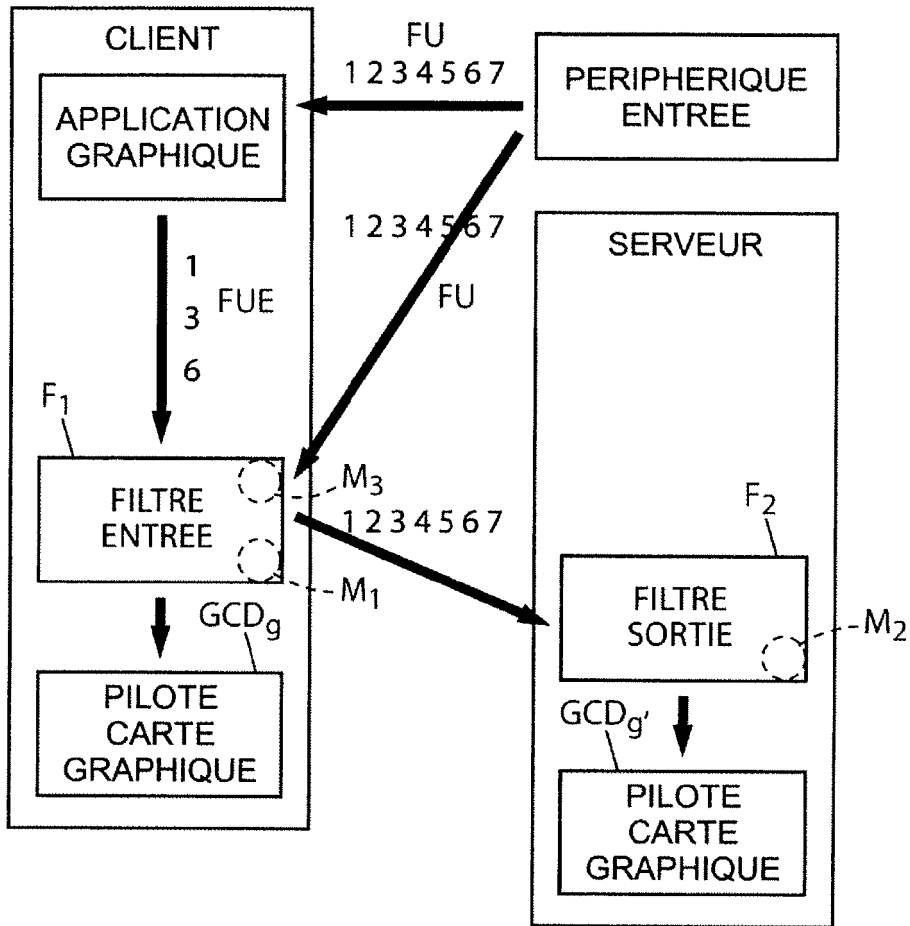 CLIENT
APPLICATION
GRAPHIQUE
FU
1 2 3 4 5 6 7
PERIPHERIQUE
ENTREE
1 2 3 4 5 6 7
FU
SERVEUR
1
3
6
FUE
F1
FILTRE
ENTREE
M3
M1
1 2 3 4 5 6 7
F2
FILTRE
SORTIE
M2
GCDg
PILOTE
CARTE
GRAPHIQUE
GCDg'
PILOTE
CARTE
GRAPHIQUE